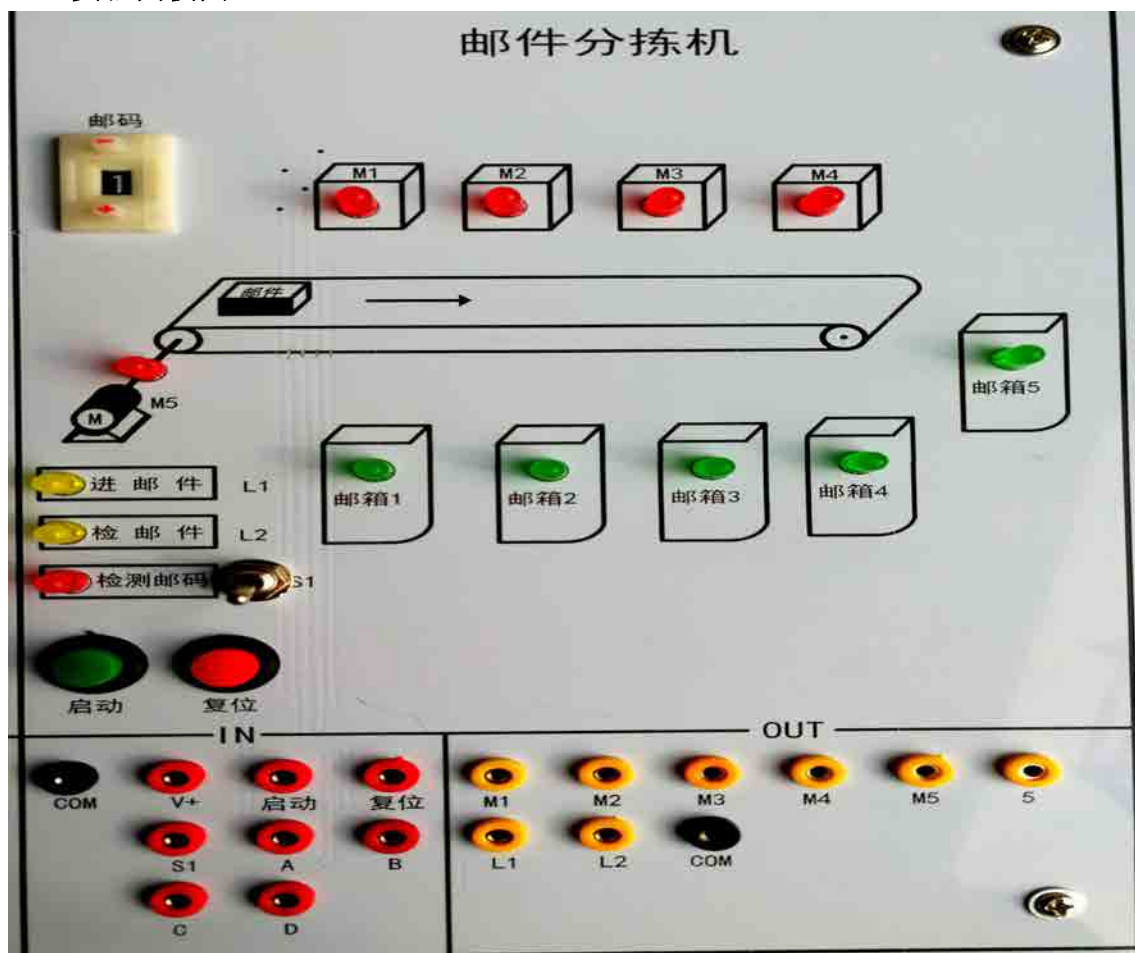 邮件分拣机
邮码
1
M1 M2 M3 M4
邮件
M5
M
邮箱5
进邮件 L1
检邮件 L2
检测邮码 S1
邮箱1 邮箱2 邮箱3 邮箱4
启动 复位
IN OUT
COM V+ 启动 复位 M1 M2 M3 M4 M5 5
S1 A B L1 L2 COM
C D